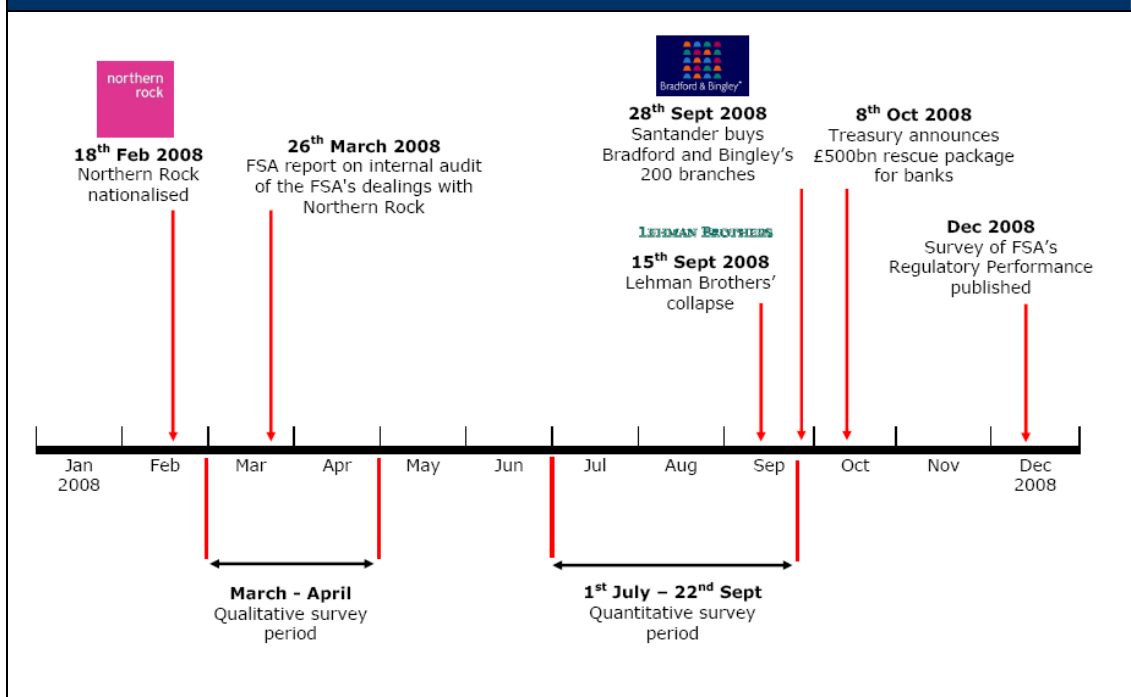 northern
rock
18th Feb 2008
Northern Rock
nationalised
26th March 2008
FSA report on internal audit
of the FSA's dealings with
Northern Rock
Bradford & Bingley
28th Sept 2008
Santander buys
Bradford and Bingley's
200 branches
LEHMAN BROTHERS
15th Sept 2008
Lehman Brothers'
collapse
8th Oct 2008
Treasury announces
£500bn rescue package
for banks
Dec 2008
Survey of FSA's
Regulatory Performance
published
Jan
2008
Feb
Mar
Apr
May
Jun
Jul
Aug
Sep
Oct
Nov
Dec
2008
March - April
Qualitative survey
period
1st July – 22nd Sept
Quantitative survey
period